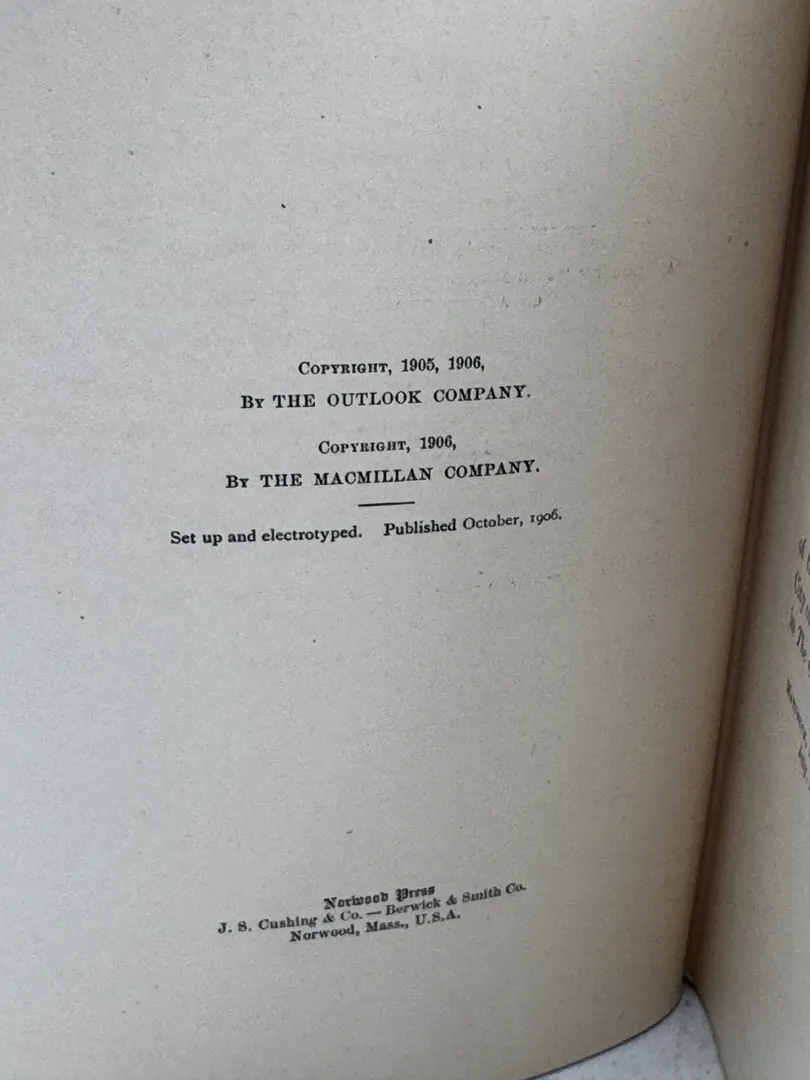 COPYRIGHT, 1905, 1906,
BY THE OUTLOOK COMPANY.
COPYRIGHT, 1906,
BY THE MACMILLAN COMPANY.
Set up and electrotyped. Published October, 1906.
Norwood Press
J. S. Cushing & Co. — Berwick & Smith Co.
Norwood, Mass., U.S.A.